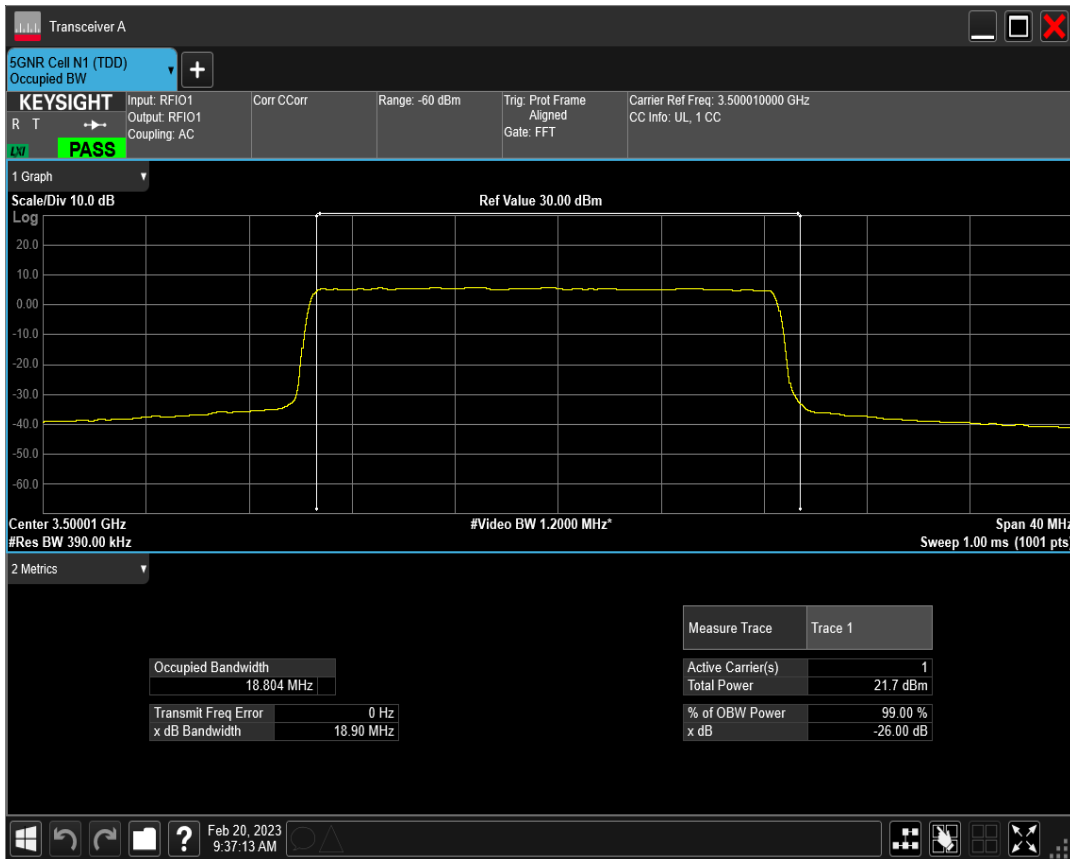 Transceiver A
5GNR Cell N1 (TDD)
Occupied BW
KEYSIGHT
R T
LXI
PASS
Input: RFIO1
Output: RFIO1
Coupling: AC
Corr CCorr
Range: -60 dBm
Trig: Prot Frame
Aligned
Gate: FFT
Carrier Ref Freq: 3.500010000 GHz
CC Info: UL, 1 CC
1 Graph
Scale/Div 10.0 dB
Ref Value 30.00 dBm
Log
20.0
10.0
0.00
-10.0
-20.0
-30.0
-40.0
-50.0
-60.0
Center 3.50001 GHz
#Video BW 1.2000 MHz*
Span 40 MHz
#Res BW 390.00 kHz
Sweep 1.00 ms (1001 pts)
2 Metrics
Measure Trace Trace 1
Occupied Bandwidth
18.804 MHz
Transmit Freq Error 0 Hz
x dB Bandwidth 18.90 MHz
Active Carrier(s) 1
Total Power 21.7 dBm
% of OBW Power 99.00 %
x dB -26.00 dB
?
Feb 20, 2023
9:37:13 AM